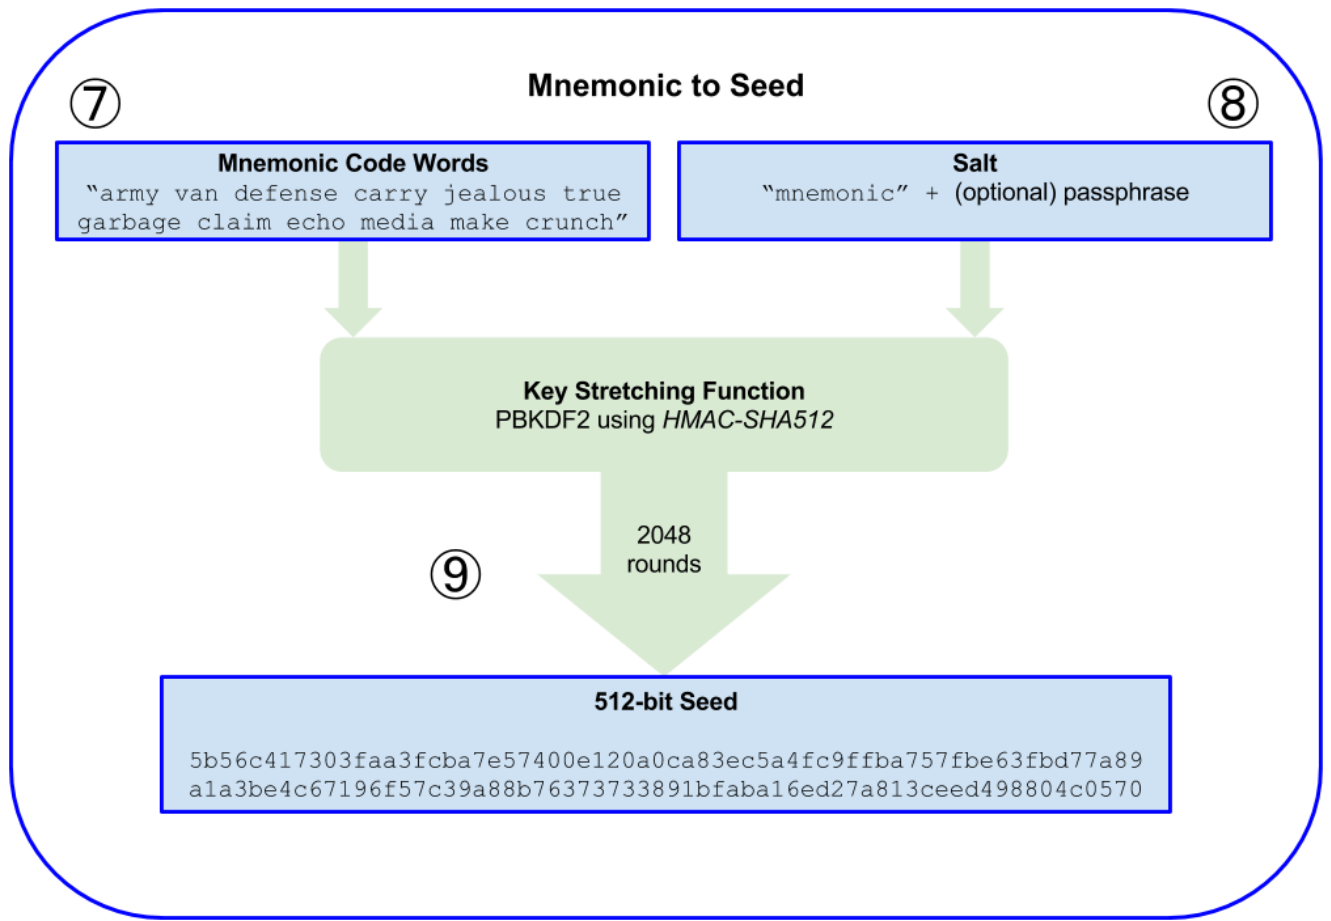 Mnemonic to Seed
⑦
⑧
Mnemonic Code Words
“army van defense carry jealous true
garbage claim echo media make crunch”
Salt
“mnemonic” + (optional) passphrase
Key Stretching Function
PBKDF2 using HMAC-SHA512
2048
rounds
⑨
512-bit Seed
5b56c417303faa3fcba7e57400e120a0ca83ec5a4fc9ffba757fbe63fbd77a89
a1a3be4c67196f57c39a88b76373733891bfaba16ed27a813ceed498804c0570